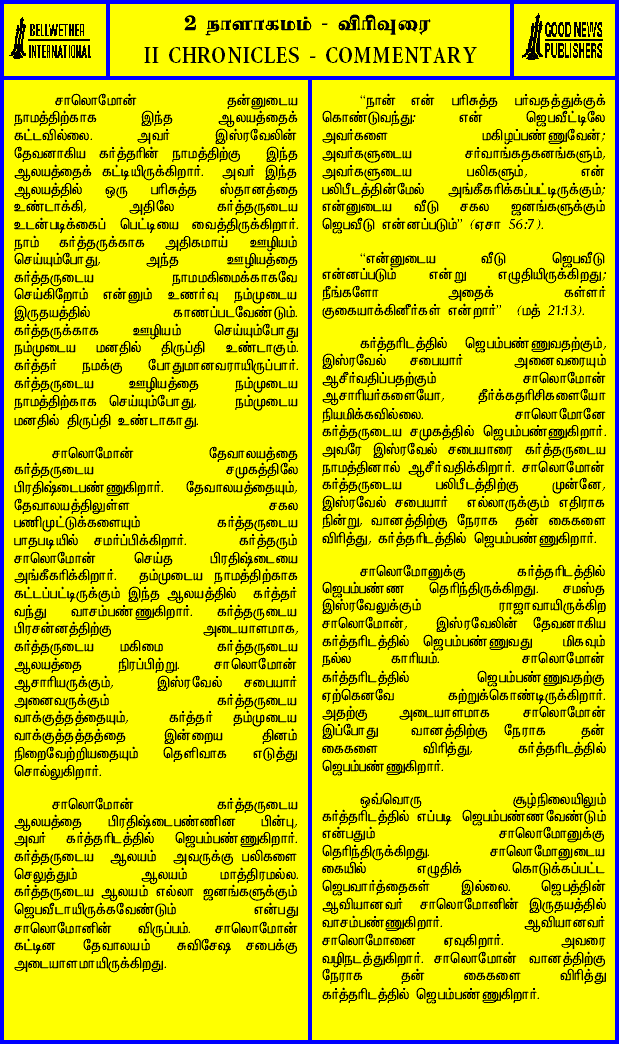 BELLWETHER
INTERNATIONAL
2 நாளாகமம் - விரிவுரை
II CHRONICLES - COMMENTARY
GOOD NEWS
PUBLISHERS
சாலொமோன் தன்னுடைய
நாமத்திற்காக இந்த ஆலயத்தைக்
கட்டவில்லை. அவர் இஸ்ரவேலின்
தேவனாகிய கர்த்தரின் நாமத்திற்கு இந்த
ஆலயத்தைக் கட்டியிருக்கிறார். அவர் இந்த
ஆலயத்தில் ஒரு பரிசுத்த ஸ்தானத்தை
உண்டாக்கி, அதிலே கர்த்தருடைய
உடன்படிக்கைப் பெட்டியை வைத்திருக்கிறார்.
நாம் கர்த்தருக்காக அதிகமாய் ஊழியம்
செய்யும்போது, அந்த ஊழியத்தை
கர்த்தருடைய நாமமகிமைக்காகவே
செய்கிறோம் என்னும் உணர்வு நம்முடைய
இருதயத்தில் காணப்படவேண்டும்.
கர்த்தருக்காக ஊழியம் செய்யும்போது
நம்முடைய மனதில் திருப்தி உண்டாகும்.
கர்த்தர் நமக்கு போதுமானவராயிருப்பார்.
கர்த்தருடைய ஊழியத்தை நம்முடைய
நாமத்திற்காக செய்யும்போது, நம்முடைய
மனதில் திருப்தி உண்டாகாது.
சாலொமோன் தேவாலயத்தை
கர்த்தருடைய சமுகத்திலே
பிரதிஷ்டைபண்ணுகிறார். தேவாலயத்தையும்,
தேவாலயத்திலுள்ள சகல
பணிமுட்டுக்களையும் கர்த்தருடைய
பாதபடியில் சமர்ப்பிக்கிறார். கர்த்தரும்
சாலொமோன் செய்த பிரதிஷ்டையை
அங்கீகரிக்கிறார். தம்முடைய நாமத்திற்காக
கட்டப்பட்டிருக்கும் இந்த ஆலயத்தில் கர்த்தர்
வந்து வாசம்பண்ணுகிறார். கர்த்தருடைய
பிரசன்னத்திற்கு அடையாளமாக,
கர்த்தருடைய மகிமை கர்த்தருடைய
ஆலயத்தை நிரப்பிற்று. சாலொமோன்
ஆசாரியருக்கும், இஸ்ரவேல் சபையார்
அனைவருக்கும் கர்த்தருடைய
வாக்குத்தத்தையும், கர்த்தர் தம்முடைய
வாக்குத்தத்தத்தை இன்றைய தினம்
நிறைவேற்றியதையும் தெளிவாக எடுத்து
சொல்லுகிறார்.
சாலொமோன் கர்த்தருடைய
ஆலயத்தை பிரதிஷ்டைபண்ணின பின்பு,
அவர் கர்த்தரிடத்தில் ஜெபம்பண்ணுகிறார்.
கர்த்தருடைய ஆலயம் அவருக்கு பலிகளை
செலுத்தும் ஆலயம் மாத்திரமல்ல.
கர்த்தருடைய ஆலயம் எல்லா ஜனங்களுக்கும்
ஜெபவீடாயிருக்கவேண்டும் என்பது
சாலொமோனின் விருப்பம். சாலொமோன்
கட்டின தேவாலயம் சுவிசேஷ சபைக்கு
அடையாளமாயிருக்கிறது.
“நான் என் பரிசுத்த பர்வதத்துக்குக்
கொண்டுவந்து: என் ஜெபவீட்டிலே
அவர்களை மகிழப்பண்ணுவேன்;
அவர்களுடைய சர்வாங்கதகனங்களும்,
அவர்களுடைய பலிகளும், என்
பலிபீடத்தின்மேல் அங்கீகரிக்கப்பட்டிருக்கும்;
என்னுடைய வீடு சகல ஜனங்களுக்கும்
ஜெபவீடு என்னப்படும்” (ஏசா 56:7).
“என்னுடைய வீடு ஜெபவீடு
என்னப்படும் என்று எழுதியிருக்கிறது;
நீங்களோ அதைக் கள்ளர்
குகையாக்கினீர்கள் என்றார்” (மத் 21:13).
கர்த்தரிடத்தில் ஜெபம்பண்ணுவதற்கும்,
இஸ்ரவேல் சபையார் அனைவரையும்
ஆசீர்வதிப்பதற்கும் சாலொமோன்
ஆசாரியர்களையோ, தீர்க்கதரிசிகளையோ
நியமிக்கவில்லை. சாலொமோனே
கர்த்தருடைய சமுகத்தில் ஜெபம்பண்ணுகிறார்.
அவரே இஸ்ரவேல் சபையாரை கர்த்தருடைய
நாமத்தினால் ஆசீர்வதிக்கிறார். சாலொமோன்
கர்த்தருடைய பலிபீடத்திற்கு முன்னே,
இஸ்ரவேல் சபையார் எல்லாருக்கும் எதிராக
நின்று, வானத்திற்கு நேராக தன் கைகளை
விரித்து, கர்த்தரிடத்தில் ஜெபம்பண்ணுகிறார்.
சாலொமோனுக்கு கர்த்தரிடத்தில்
ஜெபம்பண்ண தெரிந்திருக்கிறது. சமஸ்த
இஸ்ரவேலுக்கும் ராஜாவாயிருக்கிற
சாலொமோன், இஸ்ரவேலின் தேவனாகிய
கர்த்தரிடத்தில் ஜெபம்பண்ணுவது மிகவும்
நல்ல காரியம். சாலொமோன்
கர்த்தரிடத்தில் ஜெபம்பண்ணுவதற்கு
ஏற்கெனவே கற்றுக்கொண்டிருக்கிறார்.
அதற்கு அடையாளமாக சாலொமோன்
இப்போது வானத்திற்கு நேராக தன்
கைகளை விரித்து, கர்த்தரிடத்தில்
ஜெபம்பண்ணுகிறார்.
ஒவ்வொரு சூழ்நிலையிலும்
கர்த்தரிடத்தில் எப்படி ஜெபம்பண்ணவேண்டும்
என்பதும் சாலொமோனுக்கு
தெரிந்திருக்கிறது. சாலொமோனுடைய
கையில் எழுதிக் கொடுக்கப்பட்ட
ஜெபவார்த்தைகள் இல்லை. ஜெபத்தின்
ஆவியானவர் சாலொமோனின் இருதயத்தில்
வாசம்பண்ணுகிறார். ஆவியானவர்
சாலொமோனை ஏவுகிறார். அவரை
வழிநடத்துகிறார். சாலொமோன் வானத்திற்கு
நேராக தன் கைகளை விரித்து
கர்த்தரிடத்தில் ஜெபம்பண்ணுகிறார்.